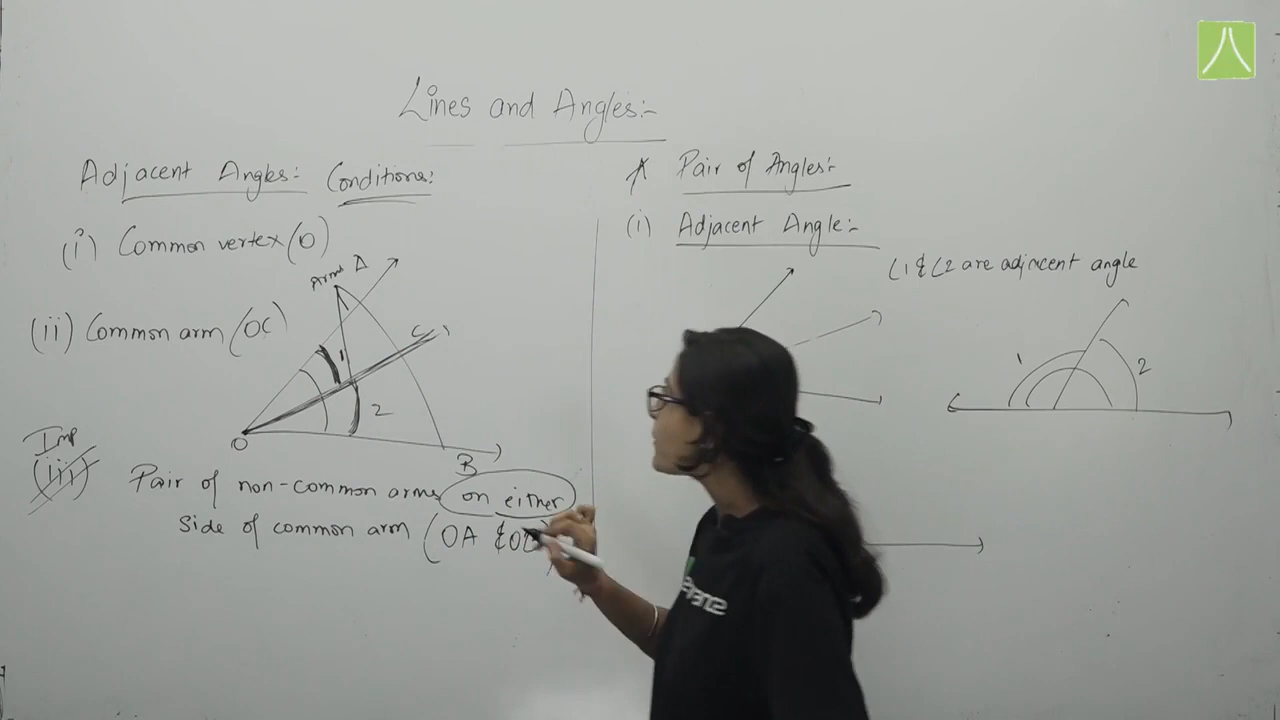 Lines and Angles:-
Adjacent Angles: Conditions:
(i) Common vertex (O)
Arm A
(ii) Common arm (OC)
C
1
2
O
B
Imp
(iii) Pair of non-common arms on either
side of common arm (OA &
Pair of Angles:-
(i) Adjacent Angle:-
∠1 & ∠2 are adjacent angle
1
2